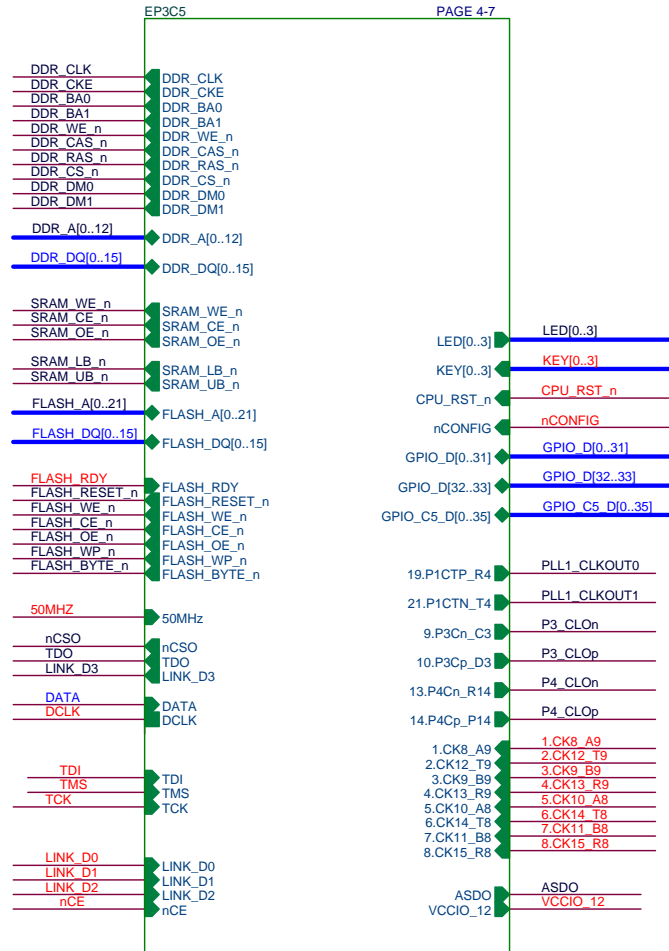 EP3C5 PAGE 4-7
DDR_CLK DDR_CLK
DDR_CKE DDR_CKE
DDR_BA0 DDR_BA0
DDR_BA1 DDR_BA1
DDR_WE_n DDR_WE_n
DDR_CAS_n DDR_CAS_n
DDR_RAS_n DDR_RAS_n
DDR_CS_n DDR_CS_n
DDR_DM0 DDR_DM0
DDR_DM1 DDR_DM1
DDR_A[0..12] DDR_A[0..12]
DDR_DQ[0..15] DDR_DQ[0..15]
SRAM_WE_n SRAM_WE_n
SRAM_CE_n SRAM_CE_n
SRAM_OE_n SRAM_OE_n
SRAM_LB_n SRAM_LB_n
SRAM_UB_n SRAM_UB_n
FLASH_A[0..21] FLASH_A[0..21]
FLASH_DQ[0..15] FLASH_DQ[0..15]
FLASH_RDY FLASH_RDY
FLASH_RESET_n FLASH_RESET_n
FLASH_WE_n FLASH_WE_n
FLASH_CE_n FLASH_CE_n
FLASH_OE_n FLASH_OE_n
FLASH_WP_n FLASH_WP_n
FLASH_BYTE_n FLASH_BYTE_n
50MHZ 50MHz
nCSO nCSO
TDO TDO
LINK_D3 LINK_D3
DATA DATA
DCLK DCLK
TDI TDI
TMS TMS
TCK TCK
LINK_D0 LINK_D0
LINK_D1 LINK_D1
LINK_D2 LINK_D2
nCE nCE
LED[0..3] LED[0..3]
KEY[0..3] KEY[0..3]
CPU_RST_n CPU_RST_n
nCONFIG nCONFIG
GPIO_D[0..31] GPIO_D[0..31]
GPIO_D[32..33] GPIO_D[32..33]
GPIO_C5_D[0..35] GPIO_C5_D[0..35]
19.P1CTP_R4 PLL1_CLKOUT0
21.P1CTN_T4 PLL1_CLKOUT1
9.P3Cn_C3 P3_CLOn
10.P3Cp_D3 P3_CLOp
13.P4Cn_R14 P4_CLOn
14.P4Cp_P14 P4_CLOp
1.CK8_A9 1.CK8_A9
2.CK12_T9 2.CK12_T9
3.CK9_B9 3.CK9_B9
4.CK13_R9 4.CK13_R9
5.CK10_A8 5.CK10_A8
6.CK14_T8 6.CK14_T8
7.CK11_B8 7.CK11_B8
8.CK15_R8 8.CK15_R8
ASDO ASDO
VCCIO_12 VCCIO_12